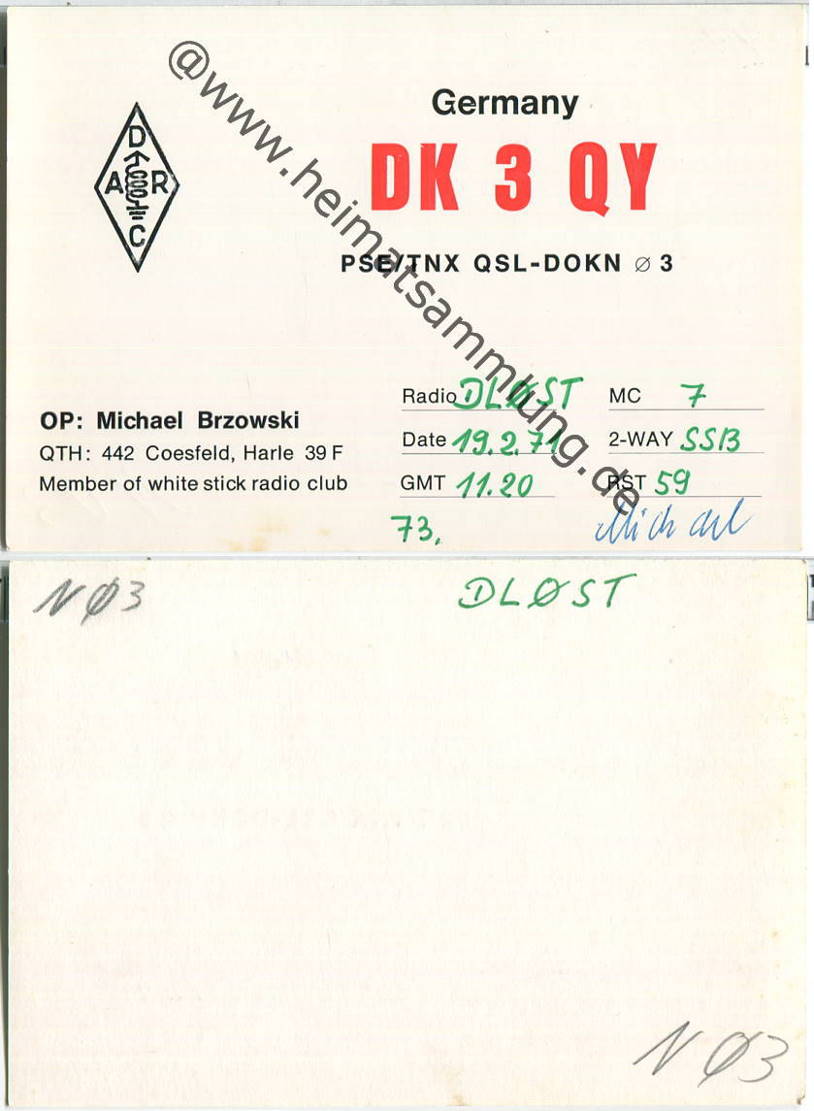 @www.heimatsammlung.de
Germany
DK 3 QY
PSE/TNX QSL-DOKN ∅ 3
D
A R
C
OP: Michael Brzowski
QTH: 442 Coesfeld, Harle 39 F
Member of white stick radio club
Radio DLØST MC 7
Date 19.2.71 2-WAY SSB
GMT 11.20 RST 59
73. Michael
NØ3 DLØST
NØ3